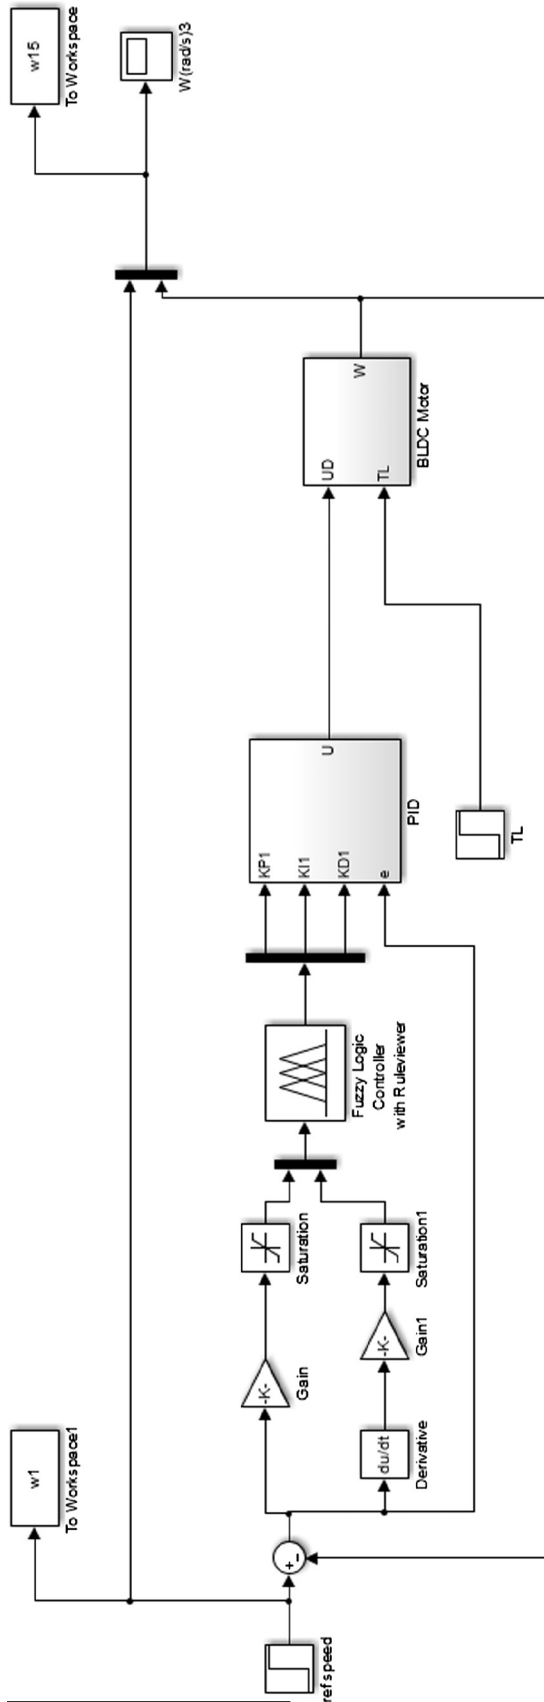 w15
To Workspace
W(rad/s)3
w1
To Workspace1
ref speed
+
-
-K-
Gain
Saturation
du/dt
Derivative
-K-
Gain1
Saturation1
Fuzzy Logic
Controller
with Ruleviewer
KP1
KI1
KD1
e
U
PID
TL
UD
TL
W
BLDC Motor